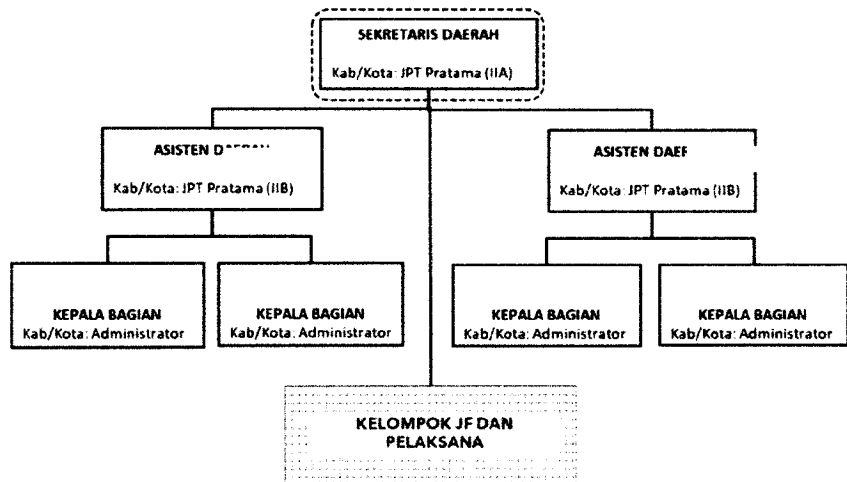 SEKRETARIS DAERAH
Kab/Kota: JPT Pratama (IIA)
ASISTEN
Kab/Kota: JPT Pratama (IIB)
ASISTEN
Kab/Kota: JPT Pratama (IIB)
KEPALA BAGIAN
Kab/Kota: Administrator
KEPALA BAGIAN
Kab/Kota: Administrator
KEPALA BAGIAN
Kab/Kota: Administrator
KEPALA BAGIAN
Kab/Kota: Administrator
KELOMPOK JF DAN
PELAKSANA